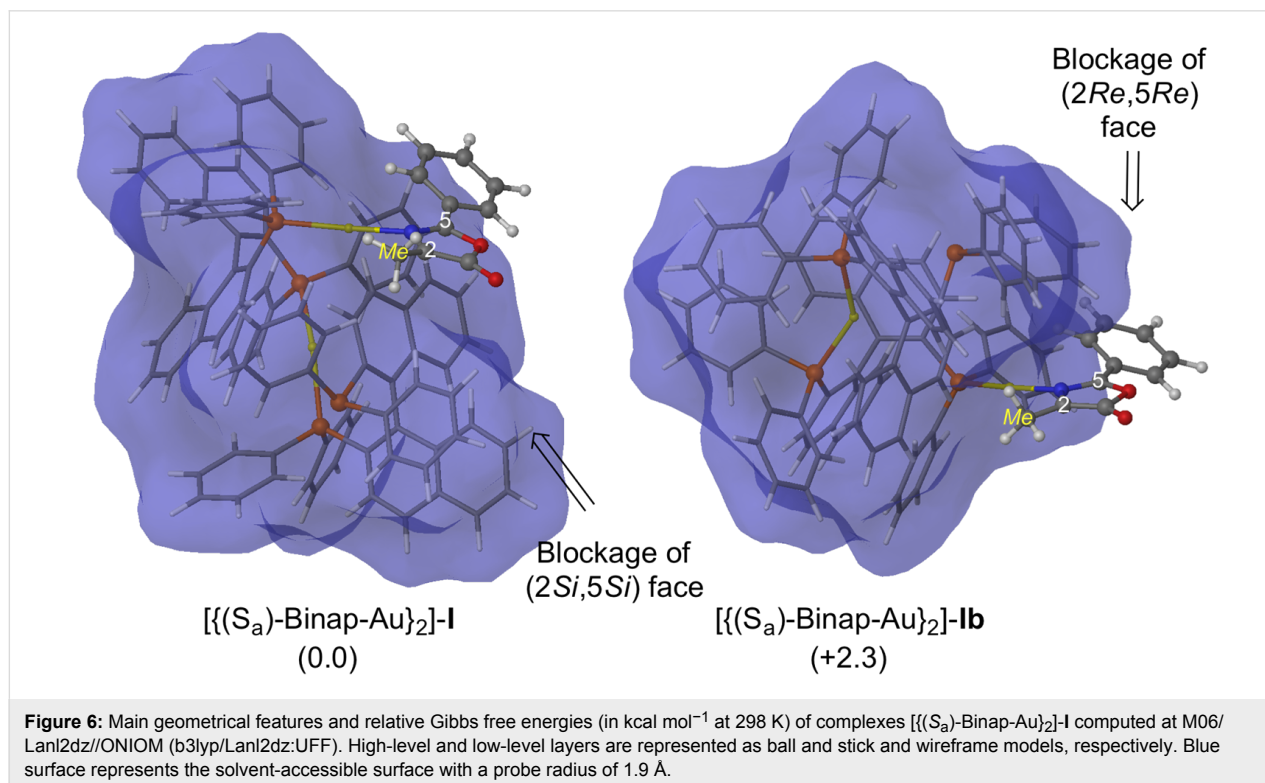 Blockage of
(2Re,5Re)
face
5
2
Me
5
2
Me
Blockage of
(2Si,5Si) face
[{(Sa)-Binap-Au}2]-I
(0.0)
[{(Sa)-Binap-Au}2]-Ib
(+2.3)
Figure 6: Main geometrical features and relative Gibbs free energies (in kcal mol−1 at 298 K) of complexes [{(Sa)-Binap-Au}2]-I computed at M06/
Lanl2dz//ONIOM (b3lyp/Lanl2dz:UFF). High-level and low-level layers are represented as ball and stick and wireframe models, respectively. Blue
surface represents the solvent-accessible surface with a probe radius of 1.9 Å.